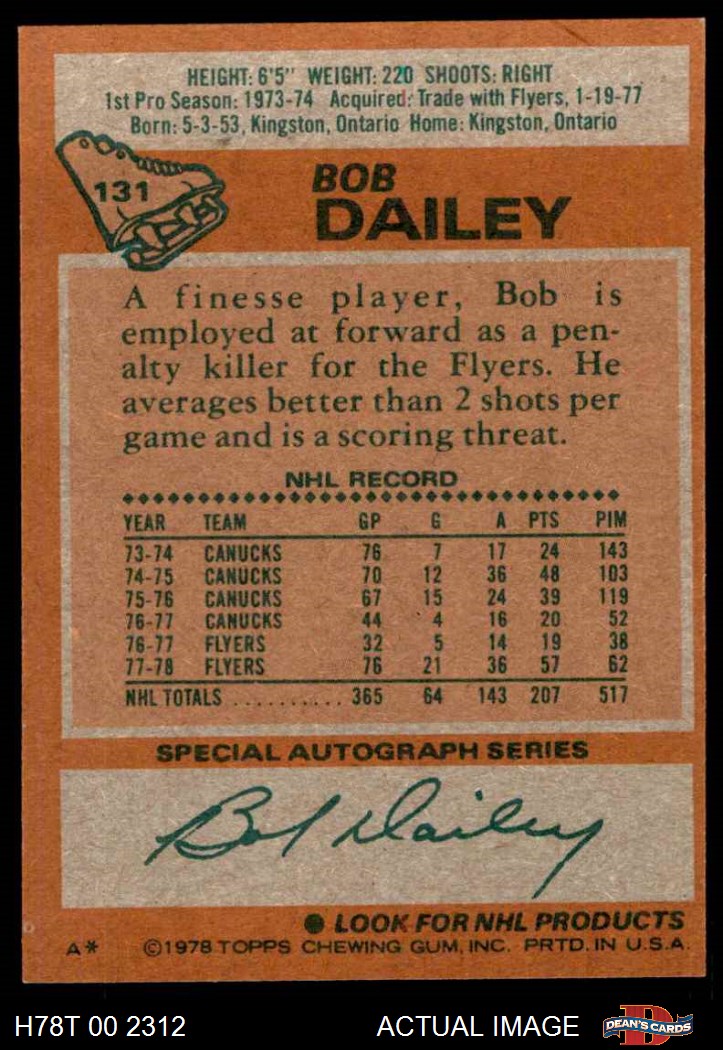 HEIGHT: 6'5" WEIGHT: 220 SHOOTS: RIGHT
1st Pro Season: 1973-74 Acquired: Trade with Flyers, 1-19-77
Born: 5-3-53, Kingston, Ontario Home: Kingston, Ontario
131
BOB
DAILEY
A finesse player, Bob is
employed at forward as a pen-
alty killer for the Flyers. He
averages better than 2 shots per
game and is a scoring threat.
NHL RECORD
YEAR TEAM GP G A PTS PIM
73-74 CANUCKS 76 7 17 24 143
74-75 CANUCKS 70 12 36 48 103
75-76 CANUCKS 67 15 24 39 119
76-77 CANUCKS 44 4 16 20 52
76-77 FLYERS 32 5 14 19 38
77-78 FLYERS 76 21 36 57 62
NHL TOTALS .......... 365 64 143 207 517
SPECIAL AUTOGRAPH SERIES
Bob Dailey
● LOOK FOR NHL PRODUCTS
A* ©1978 TOPPS CHEWING GUM, INC. PRTD. IN U.S.A.
H78T 00 2312 ACTUAL IMAGE D DEAN'S CARDS